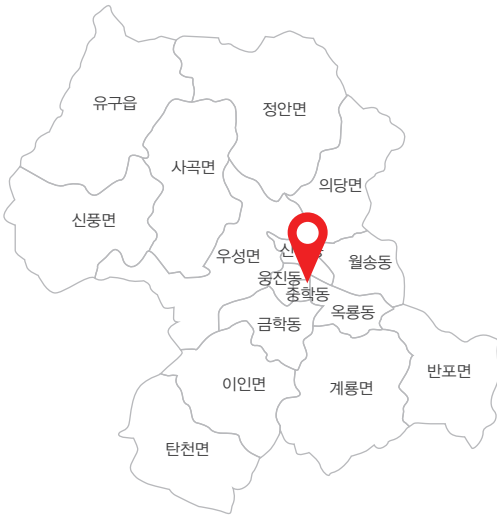 유구읍
정안면
사곡면
의당면
신풍면
우성면
월송동
웅진동
중학동
옥룡동
금학동
이인면
계룡면
반포면
탄천면